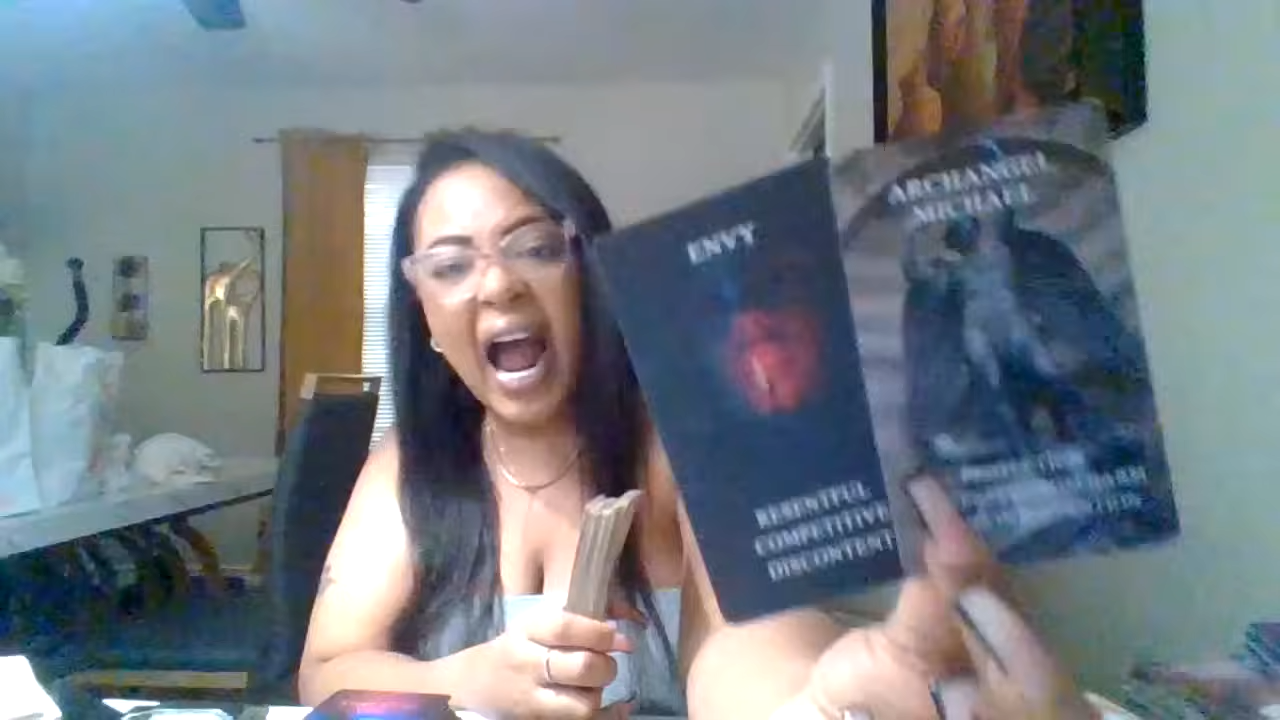 ENVY
RESENTFUL
COMPETITIVE
DISCONTENT
ARCHANGEL
MICHAEL